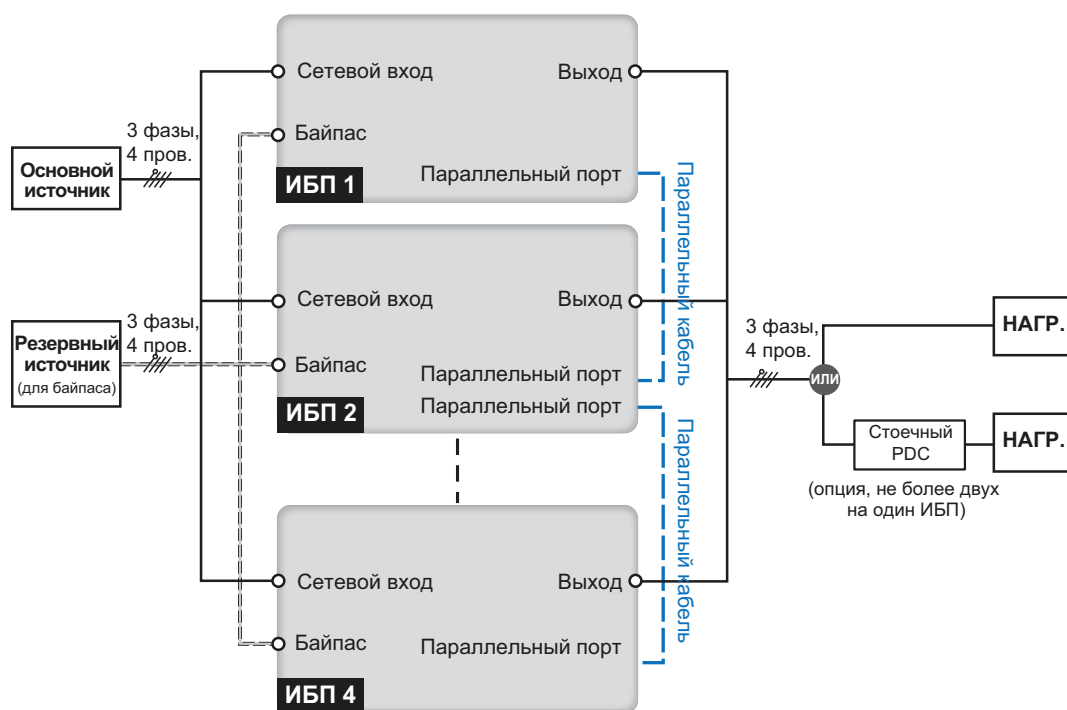 Сетевой вход
Выход
Байпас
Параллельный порт
ИБП 1
3 фазы,
4 пров.
Основной
источник
Параллельный кабель
Сетевой вход
Выход
Байпас
Параллельный порт
Параллельный порт
ИБП 2
3 фазы,
4 пров.
Резервный
источник
(для байпаса)
Параллельный кабель
Сетевой вход
Выход
Байпас
Параллельный порт
ИБП 4
3 фазы,
4 пров.
ИЛИ
НАГР.
Стоечный
PDC
НАГР.
(опция, не более двух
на один ИБП)